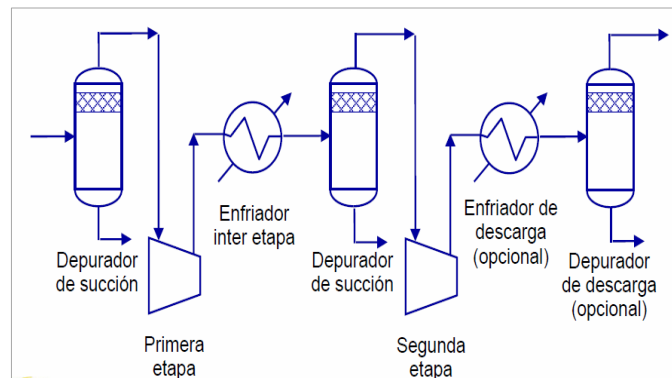 Depurador
de succión
Primera
etapa
Enfriador
inter etapa
Depurador
de succión
Segunda
etapa
Enfriador de
descarga
(opcional)
Depurador
de descarga
(opcional)